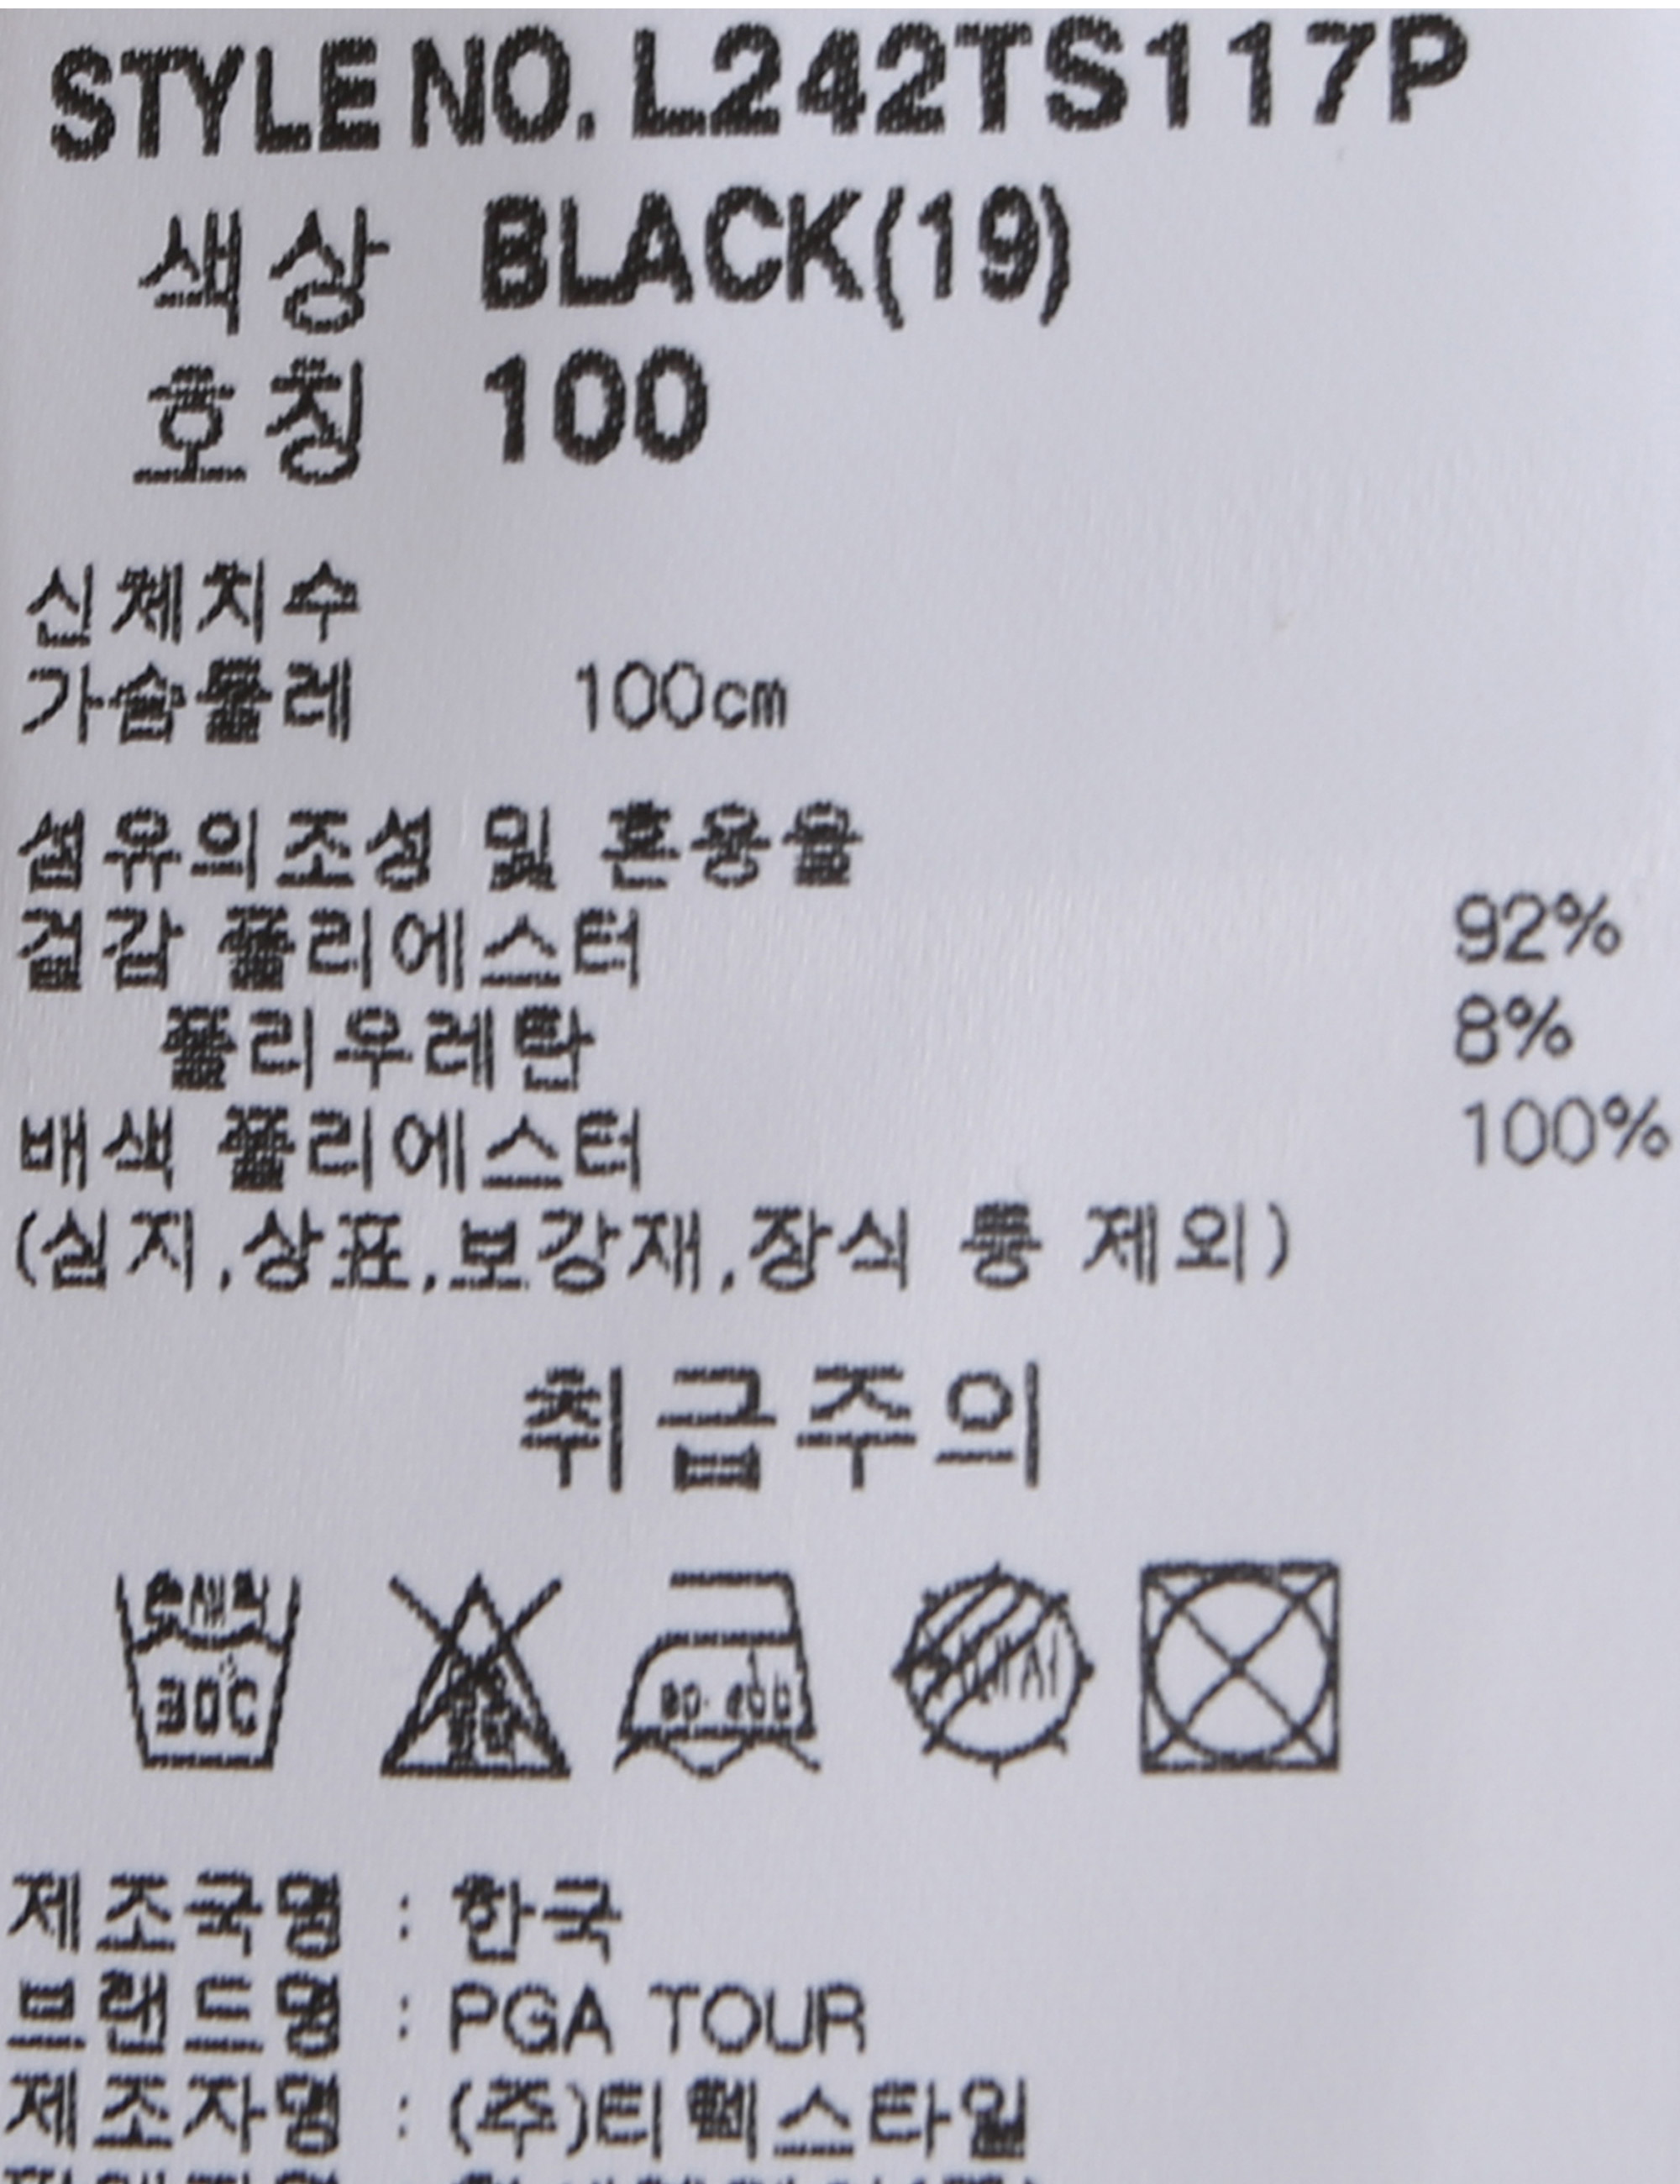 STYLE NO. L242TS117P
색상 BLACK(19)
호칭 100
신체치수
가슴둘레 100cm
섬유의조성 및 혼용율
겉감 폴리에스터 92%
폴리우레탄 8%
배색 폴리에스터 100%
(심지,상표,보강재,장식 등 제외)
취급주의
30C
제조국명 : 한국
브랜드명 : PGA TOUR
제조자명 : (주)티웨스타일